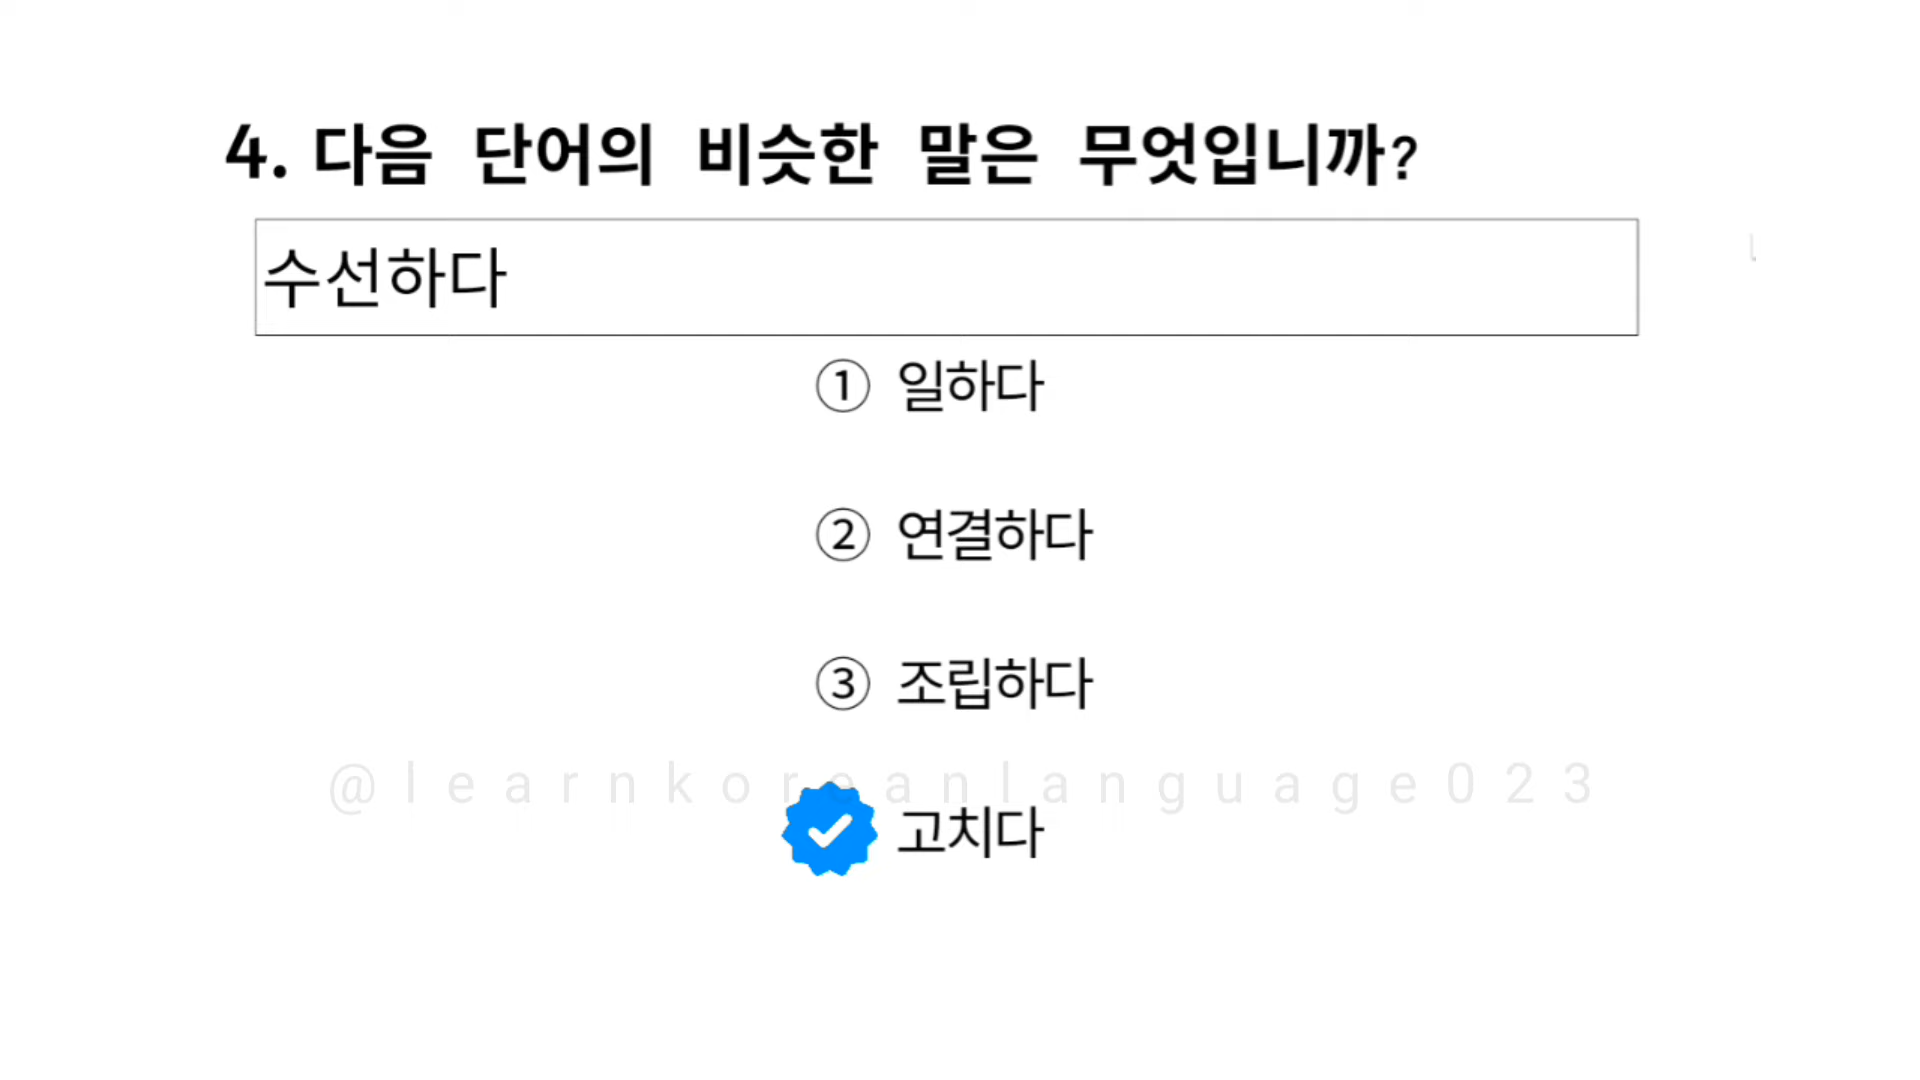 4. 다음 단어의 비슷한 말은 무엇입니까?
수선하다
① 일하다
② 연결하다
③ 조립하다
@learnkoreanlanguage023
고치다